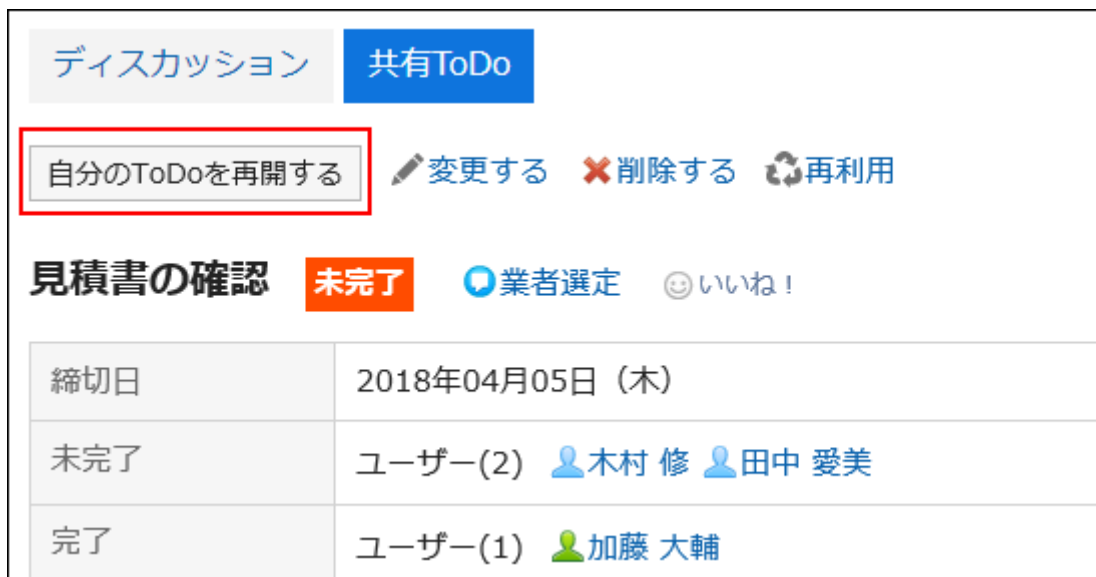 ディスカッション 共有ToDo
自分のToDoを再開する 変更する 削除する 再利用
見積書の確認 未完了 業者選定 いいね!
締切日 2018年04月05日(木)
未完了 ユーザー(2) 木村 修 田中 愛美
完了 ユーザー(1) 加藤 大輔